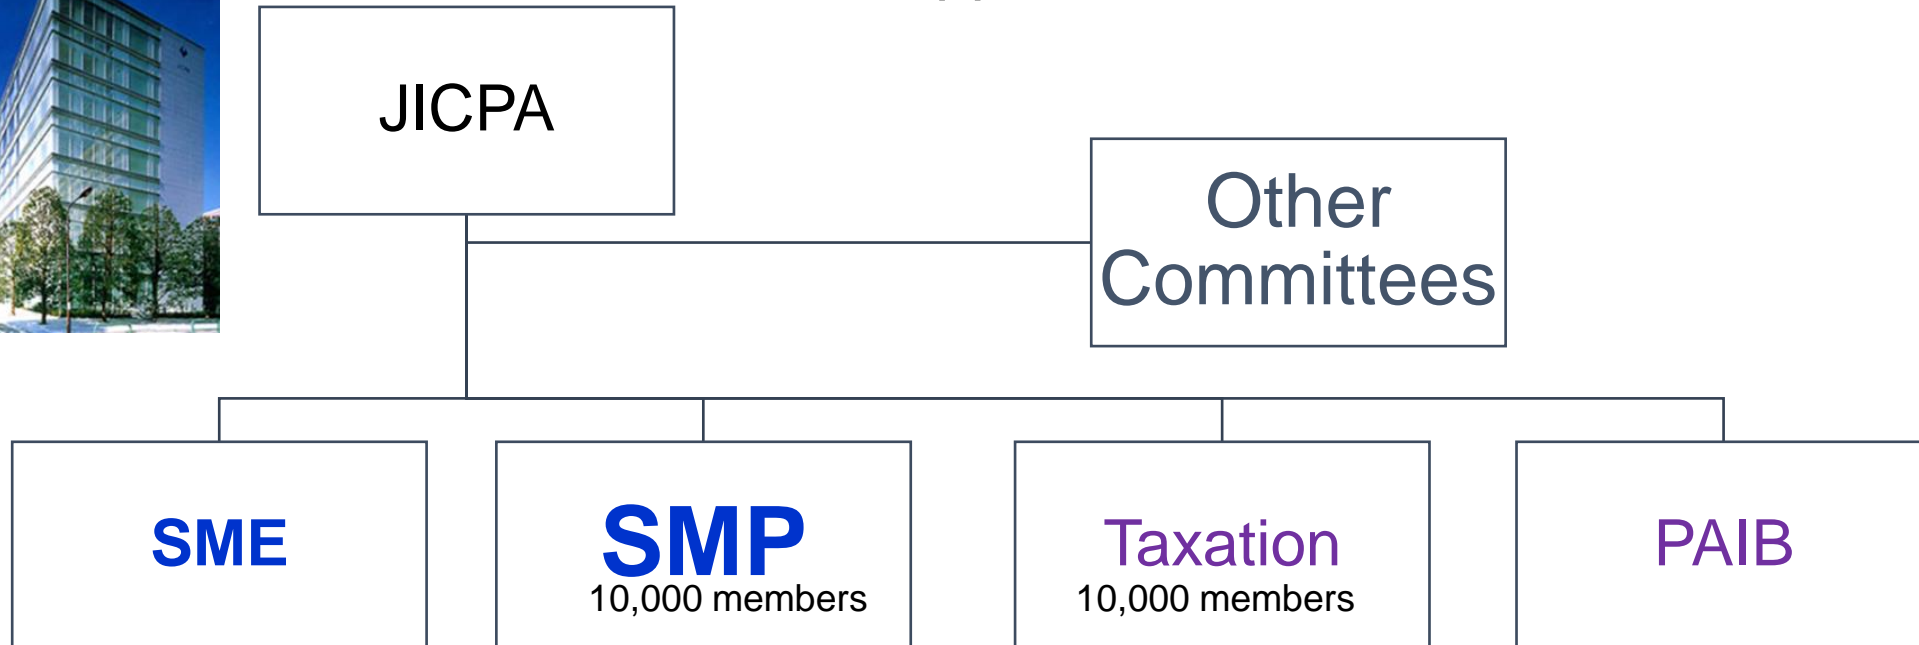 JICPA
Other
Committees
SME
SMP
10,000 members
Taxation
10,000 members
PAIB